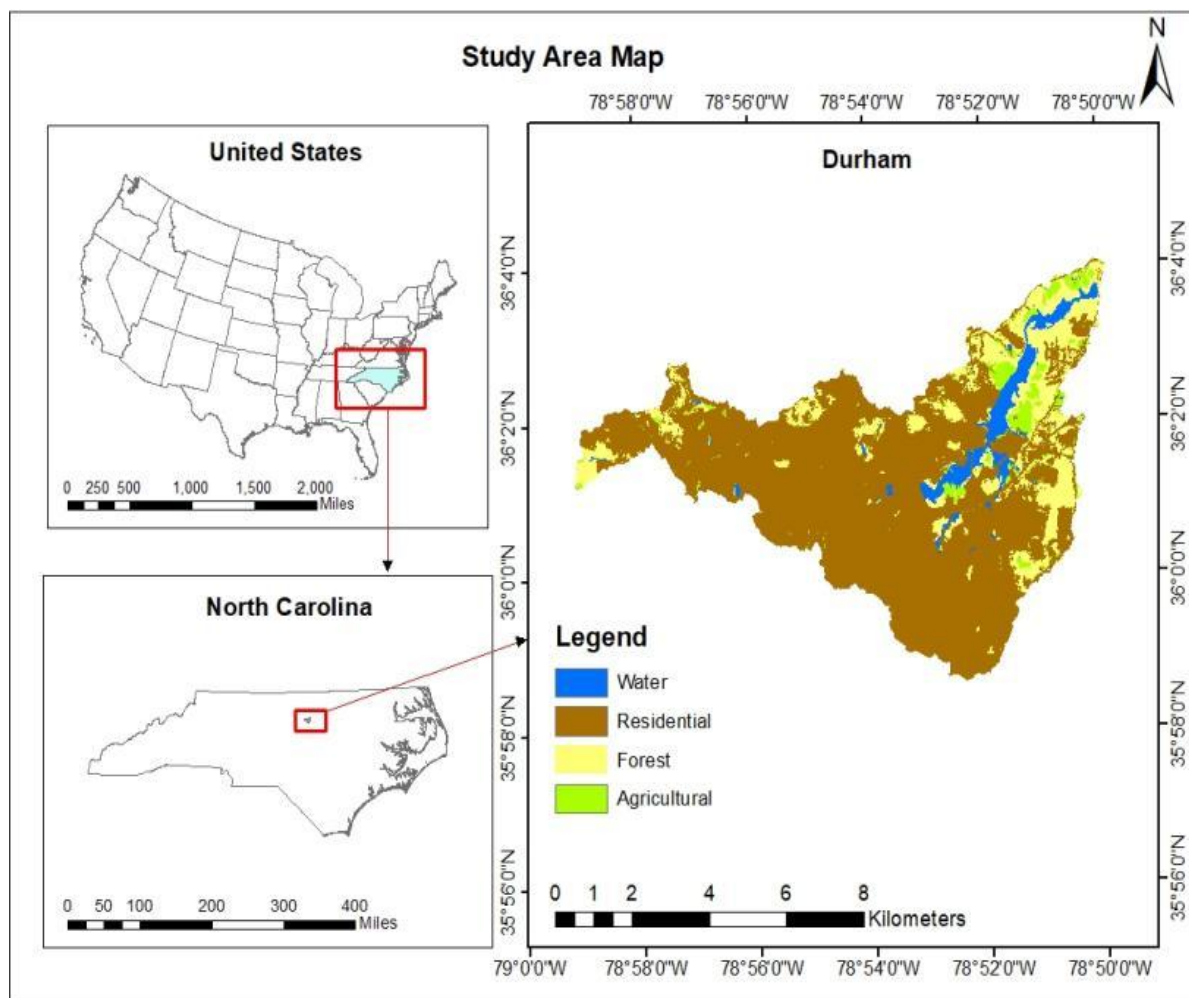 Study Area Map
N
United States
0 250 500 1,000 1,500 2,000
Miles
North Carolina
0 50 100 200 300 400
Miles
78°58'0"W 78°56'0"W 78°54'0"W 78°52'0"W 78°50'0"W
Durham
36°4'0"N
36°2'0"N
36°0'0"N
35°58'0"N
35°56'0"N
36°4'0"N
36°2'0"N
36°0'0"N
35°58'0"N
35°56'0"N
Legend
Water
Residential
Forest
Agricultural
0 1 2 4 6 8
Kilometers
79°0'0"W 78°58'0"W 78°56'0"W 78°54'0"W 78°52'0"W 78°50'0"W